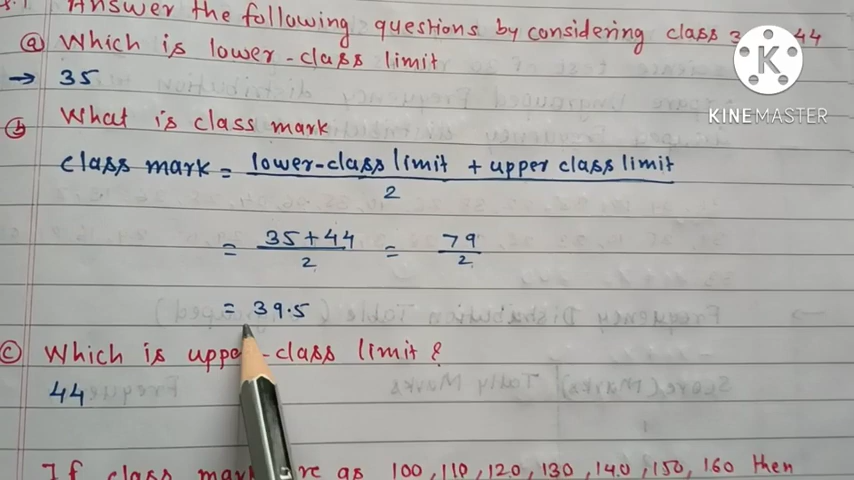 Answer the following questions by considering class 3 44
ⓐ Which is lower-class limit
→ 35
ⓑ What is class mark
class mark = lower-class limit + upper class limit
2
= 35+44 = 79
2 2
= 39.5
ⓒ Which is upper-class limit &
44
If class mark are as 100, 110, 120, 130, 140, 150, 160 then
K
KINEMASTER